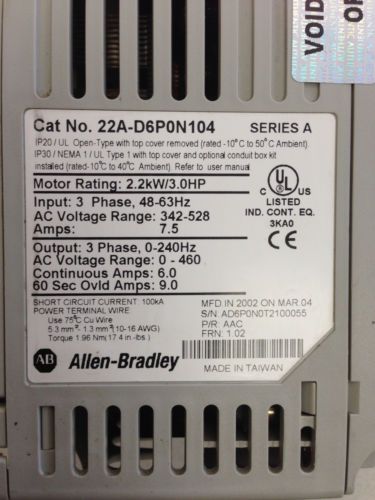 VOID
OR
Cat No. 22A-D6P0N104 SERIES A
IP20 / UL Open-Type with top cover removed (rated -10°C to 50°C Ambient).
IP30 / NEMA 1 / UL Type 1 with top cover and optional conduit box kit
installed (rated-10°C to 40°C Ambient). Refer to user manual
Motor Rating: 2.2kW/3.0HP
Input: 3 Phase, 48-63Hz
AC Voltage Range: 342-528
Amps: 7.5
Output: 3 Phase, 0-240Hz
AC Voltage Range: 0 - 460
Continuous Amps: 6.0
60 Sec Ovld Amps: 9.0
C UL US
LISTED
IND. CONT. EQ.
3KA0
CE
SHORT CIRCUIT CURRENT: 100kA
POWER TERMINAL WIRE
Use 75°C Cu Wire
5.3 mm²- 1.3 mm²(10-16 AWG)
Torque 1.96 Nm(17.4 in -lbs )
MFD.IN 2002 ON MAR.04
S/N: AD6P0N0T2100055
P/R: AAC
FRN: 1.02
AB Allen-Bradley
MADE IN TAIWAN